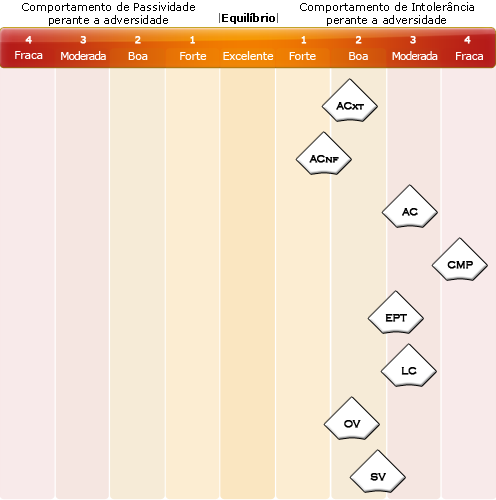 Comportamento de Passividade
perante a adversidade
|Equilíbrio|
Comportamento de Intolerância
perante a adversidade
4 3 2 1 1 2 3 4
Fraca Moderada Boa Forte Excelente Forte Boa Moderada Fraca
ACXT
ACNF
AC
CMP
EPT
LC
OV
SV